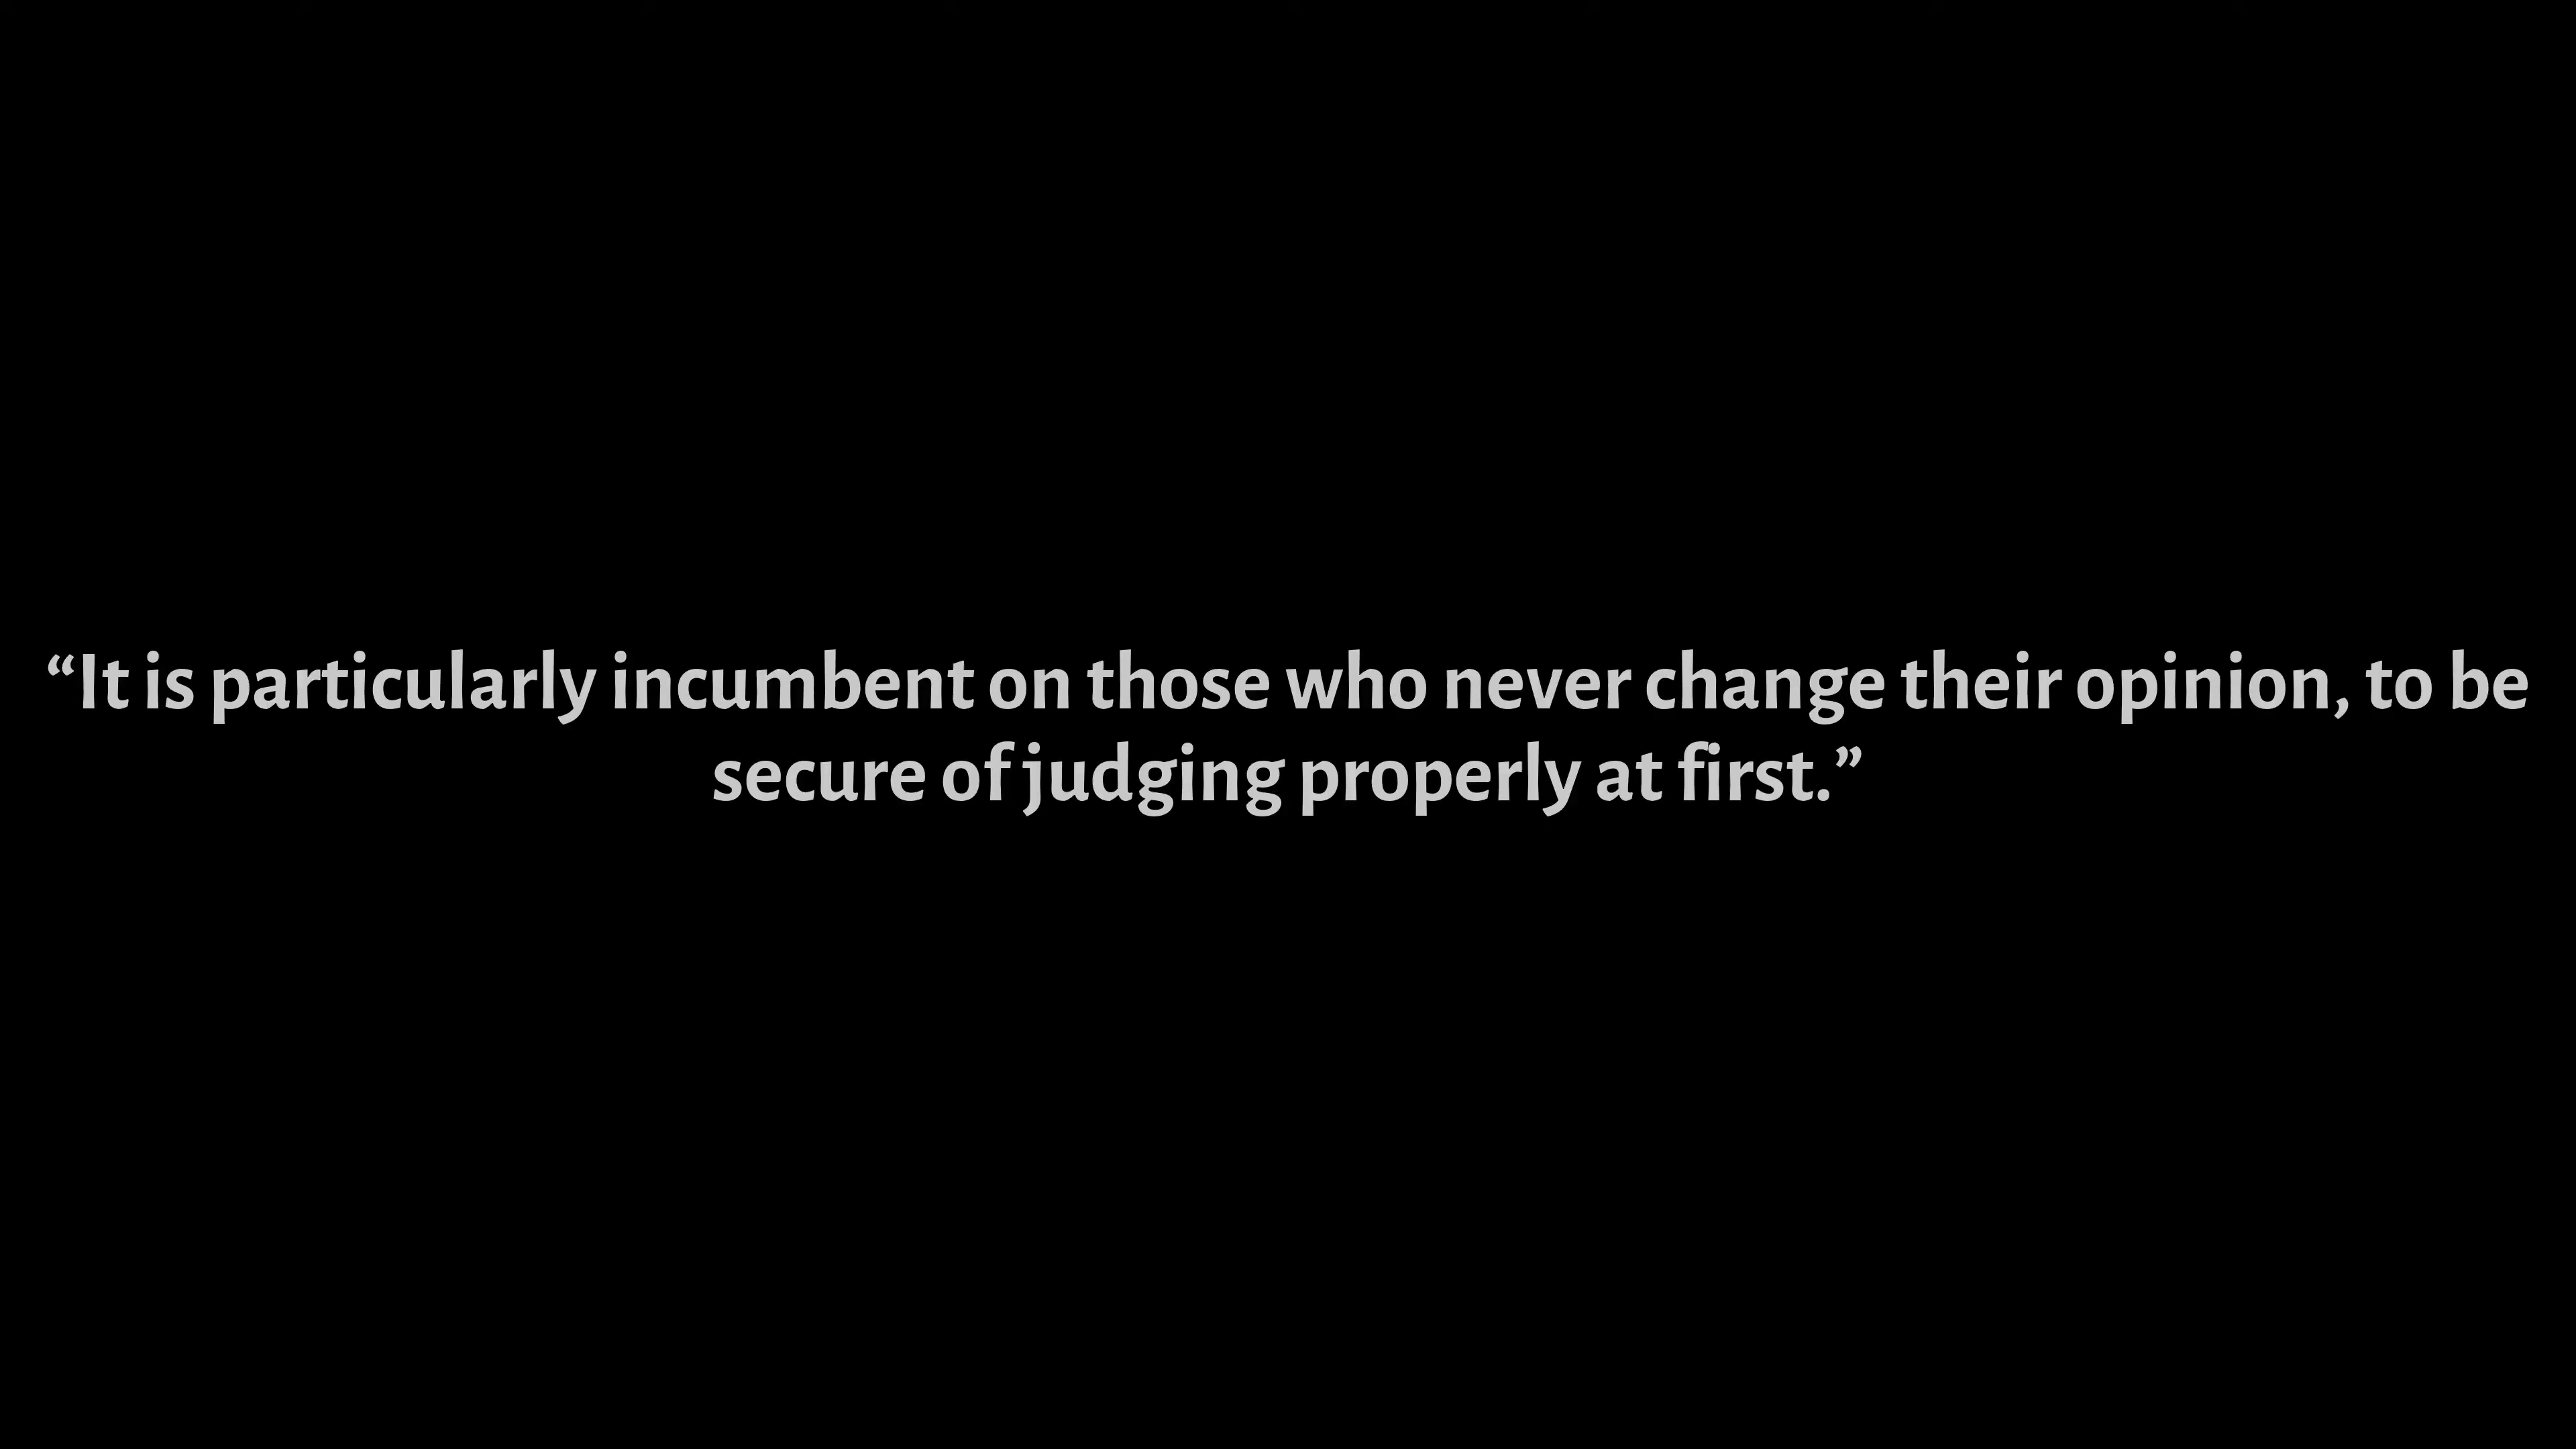 “It is particularly incumbent on those who never change their opinion, to be
secure of judging properly at first.”